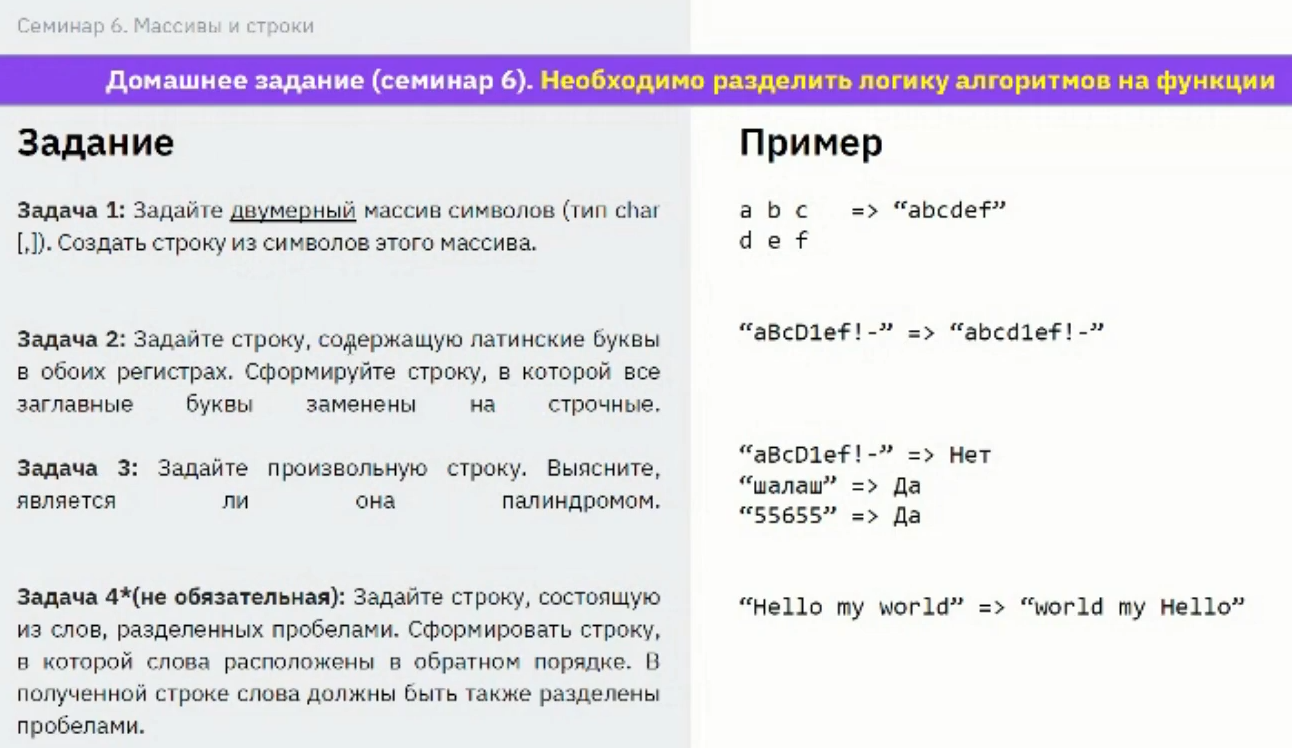 Семинар 6. Массивы и строки
Домашнее задание (семинар 6). Необходимо разделить логику алгоритмов на функции
Задание
Задача 1: Задайте двумерный массив символов (тип char
[,]). Создать строку из символов этого массива.
Задача 2: Задайте строку, содержащую латинские буквы
в обоих регистрах. Сформируйте строку, в которой все
заглавные буквы заменены на строчные.
Задача 3: Задайте произвольную строку. Выясните,
является ли она палиндромом.
Задача 4*(не обязательная): Задайте строку, состоящую
из слов, разделенных пробелами. Сформировать строку,
в которой слова расположены в обратном порядке. В
полученной строке слова должны быть также разделены
пробелами.
Пример
a b c => “abcdef”
d e f
“aBcD1ef!-” => “abcd1ef!-”
“aBcD1ef!-” => Нет
“шалаш” => Да
“55655” => Да
“Hello my world” => “world my Hello”